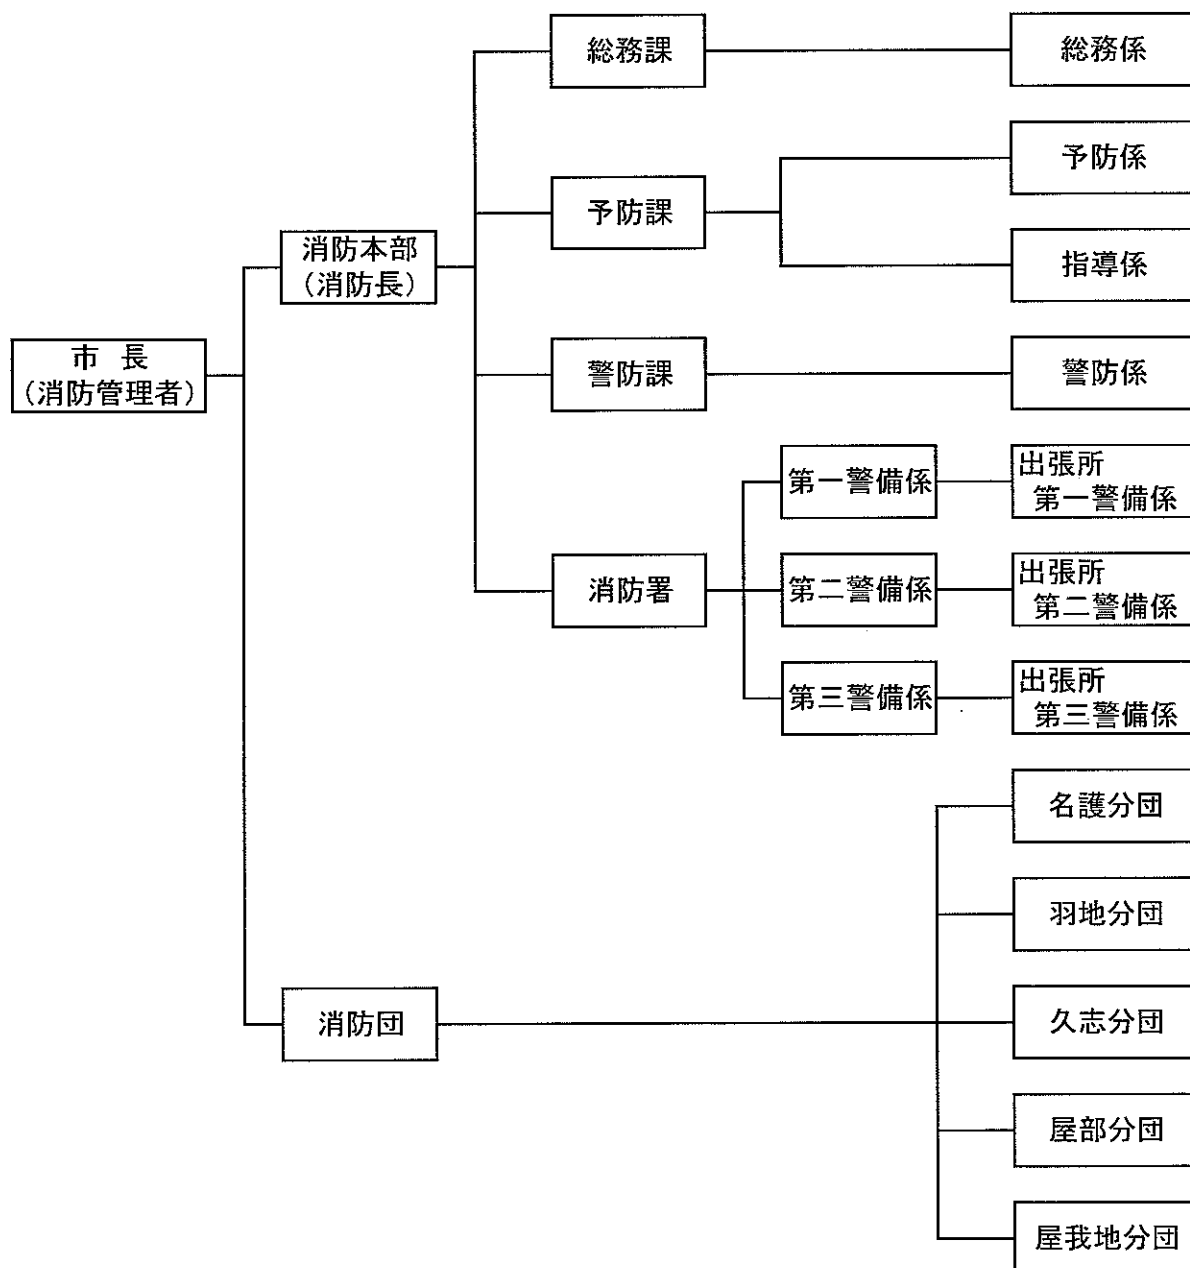 市 長
（消防管理者）
消防本部
（消防長）
総務課
総務係
予防課
予防係
指導係
警防課
警防係
消防署
第一警備係
出張所
第一警備係
第二警備係
出張所
第二警備係
第三警備係
出張所
第三警備係
消防団
名護分団
羽地分団
久志分団
屋部分団
屋我地分団